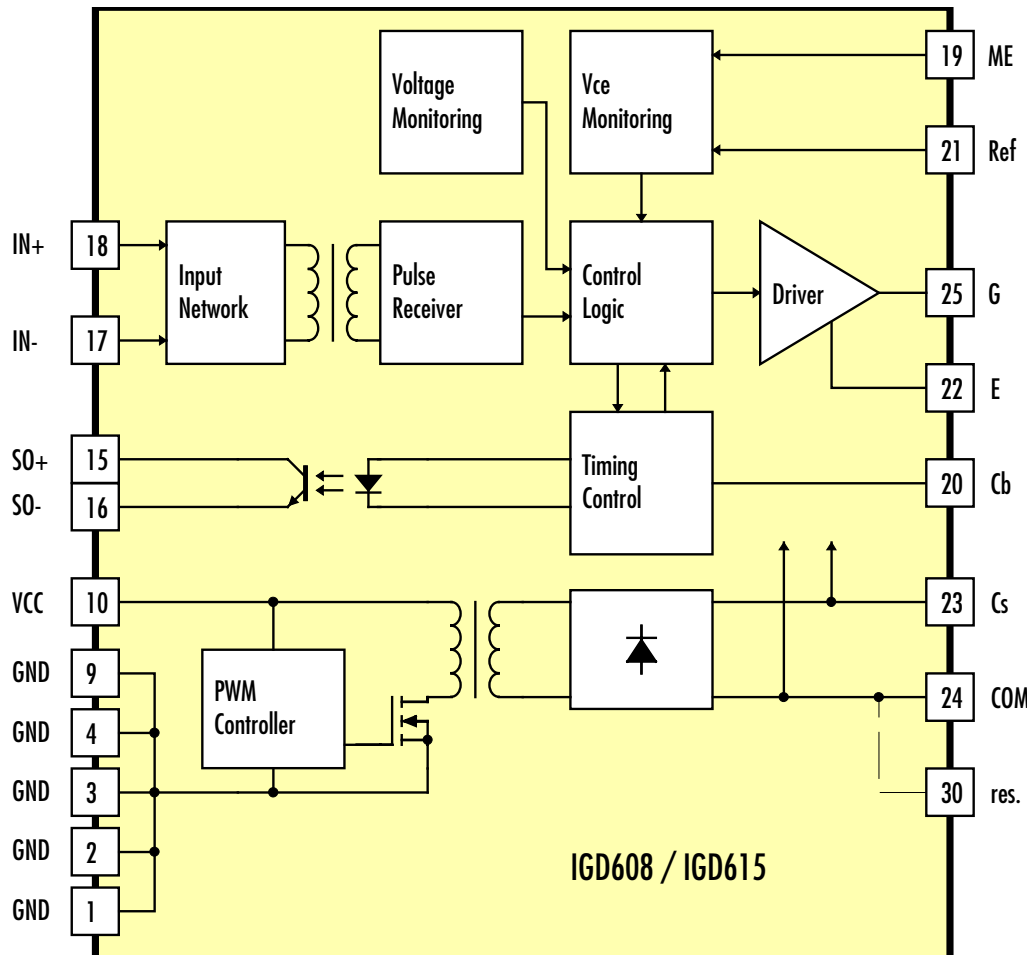 19 ME
Voltage
Monitoring
Vce
Monitoring
21 Ref
IN+ 18
Input
Network
Pulse
Receiver
Control
Logic
Driver
25 G
IN- 17
22 E
SO+ 15
SO- 16
Timing
Control
20 Cb
VCC 10
23 Cs
GND 9
PWM
Controller
24 COM
GND 4
GND 3
30 res.
GND 2
IGD608 / IGD615
GND 1